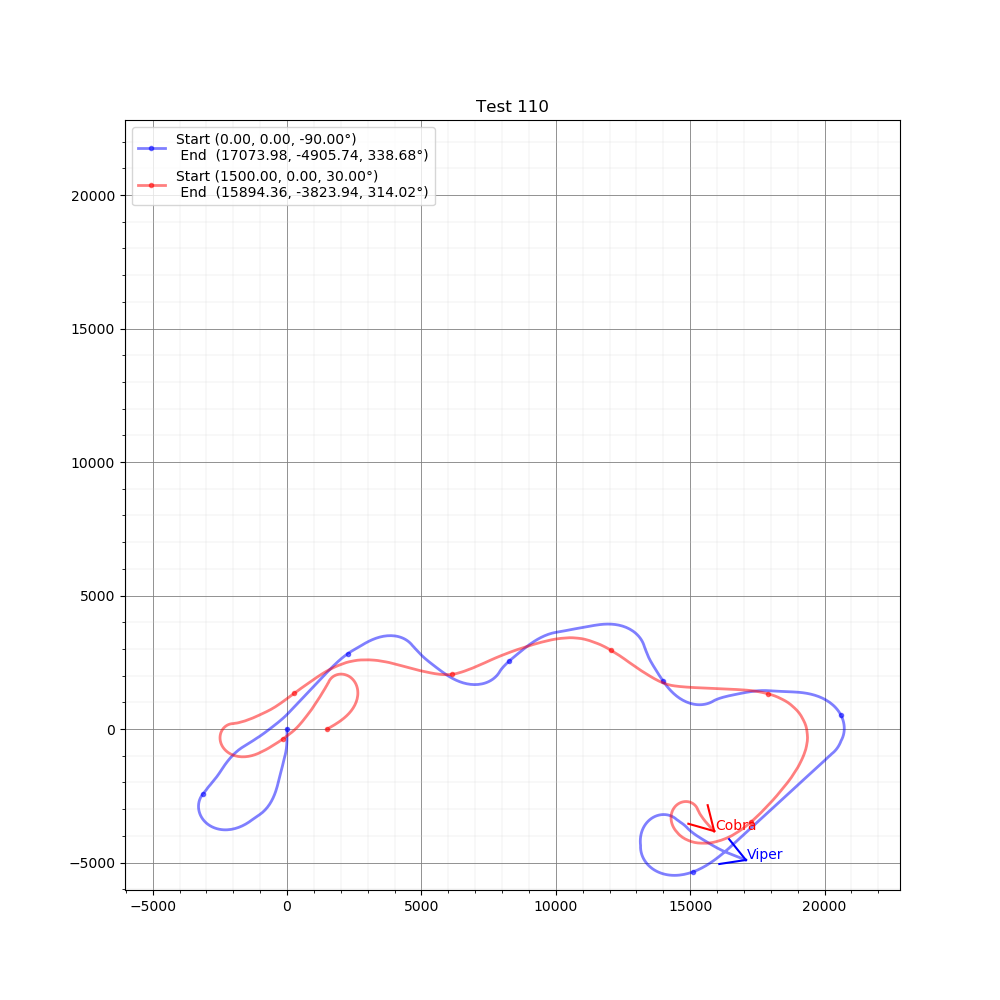 Test 110
Start (0.00, 0.00, -90.00°)
End  (17073.98, -4905.74, 338.68°)
Start (1500.00, 0.00, 30.00°)
End  (15894.36, -3823.94, 314.02°)
20000
15000
10000
5000
0
−5000
Cobra
Viper
−5000
0
5000
10000
15000
20000